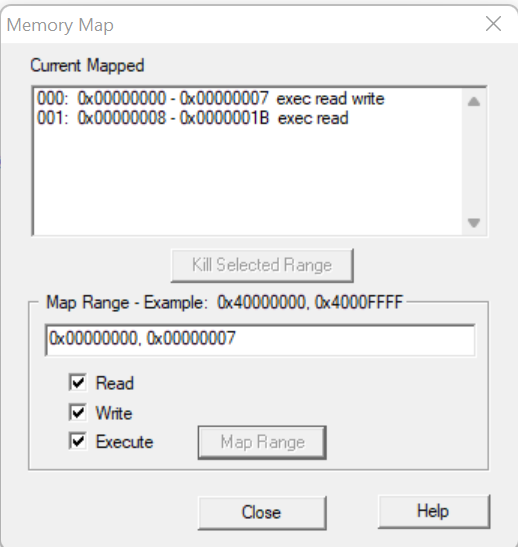 Memory Map
Current Mapped
000: 0x00000000 - 0x00000007 exec read write
001: 0x00000008 - 0x0000001B exec read
Kill Selected Range
Map Range - Example: 0x40000000, 0x4000FFFF
0x00000000, 0x00000007
Read
Write
Execute
Map Range
Close
Help